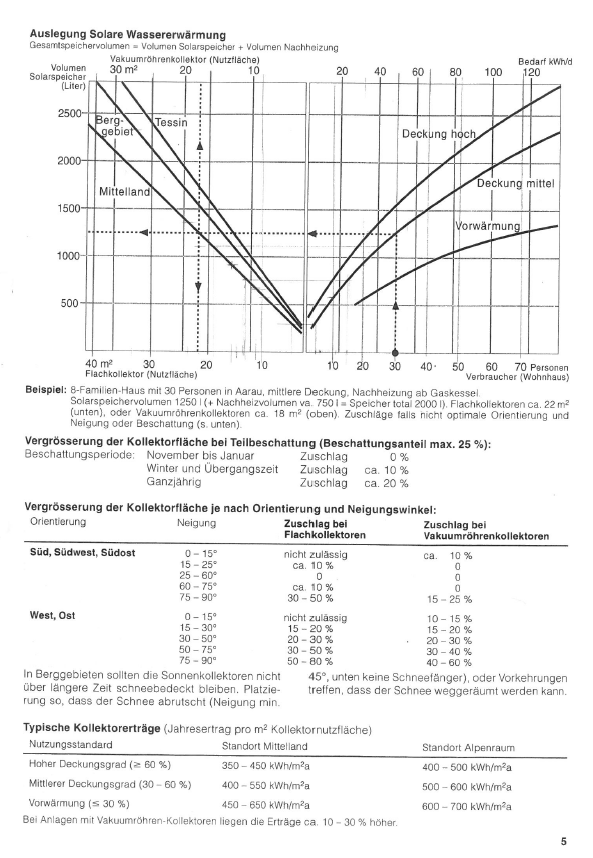 Auslegung Solare Wassererwärmung
Gesamtspeichervolumen = Volumen Solarspeicher + Volumen Nachheizung
Vakuumröhrenkollektor (Nutzfläche)
Volumen Solarspeicher (Liter)
30 m² 20 10
20 40 60 80 100 120
Bedarf kWh/d
2500
2000
1500
1000
500
Berg-
gebiet
Tessin
Mittelland
Deckung hoch
Deckung mittel
Vorwärmung
40 m² 30 20 10
Flachkollektor (Nutzfläche)
10 20 30 40 50 60 70 Personen
Verbraucher (Wohnhaus)
Beispiel: 8-Familien-Haus mit 30 Personen in Aarau, mittlere Deckung, Nachheizung ab Gaskessel.
Solarspeichervolumen 1250 l (+ Nachheizvolumen va. 750 l = Speicher total 2000 l). Flachkollektoren ca. 22 m²
(unten), oder Vakuumröhrenkollektoren ca. 18 m² (oben). Zuschläge falls nicht optimale Orientierung und
Neigung oder Beschattung (s. unten).
Vergrösserung der Kollektorfläche bei Teilbeschattung (Beschattungsanteil max. 25 %):
Beschattungsperiode: November bis Januar Zuschlag 0 %
Winter und Übergangszeit Zuschlag ca. 10 %
Ganzjährig Zuschlag ca. 20 %
Vergrösserung der Kollektorfläche je nach Orientierung und Neigungswinkel:
Orientierung Neigung Zuschlag bei Flachkollektoren Zuschlag bei Vakuumröhrenkollektoren
Süd, Südwest, Südost 0 – 15° nicht zulässig ca. 10 %
15 – 25° ca. 10 % 0
25 – 60° 0 0
60 – 75° ca. 10 % 0
75 – 90° 30 – 50 % 15 – 25 %
West, Ost 0 – 15° nicht zulässig 10 – 15 %
15 – 30° 15 – 20 % 15 – 20 %
30 – 50° 20 – 30 % 20 – 30 %
50 – 75° 30 – 50 % 30 – 40 %
75 – 90° 50 – 80 % 40 – 60 %
In Berggebieten sollten die Sonnenkollektoren nicht
über längere Zeit schneebedeckt bleiben. Platzie-
rung so, dass der Schnee abrutscht (Neigung min.
45°, unten keine Schneefänger), oder Vorkehrungen
treffen, dass der Schnee weggeräumt werden kann.
Typische Kollektorerträge (Jahresertrag pro m² Kollektornutzfläche)
Nutzungsstandard Standort Mittelland Standort Alpenraum
Hoher Deckungsgrad (≥ 60 %) 350 – 450 kWh/m²a 400 – 500 kWh/m²a
Mittlerer Deckungsgrad (30 – 60 %) 400 – 550 kWh/m²a 500 – 600 kWh/m²a
Vorwärmung (≤ 30 %) 450 – 650 kWh/m²a 600 – 700 kWh/m²a
Bei Anlagen mit Vakuumröhren-Kollektoren liegen die Erträge ca. 10 – 30 % höher.
5